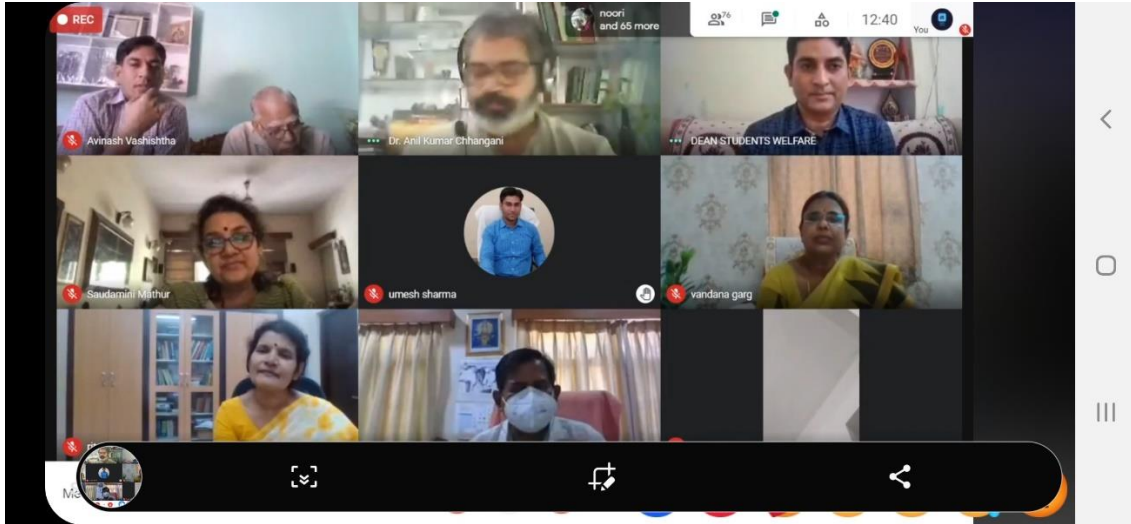 REC
noori
and 65 more
76
12:40
You
Avinash Vashishtha
Dr. Anil Kumar Chhangani
DEAN STUDENTS WELFARE
Saudamini Mathur
umesh sharma
vandana garg